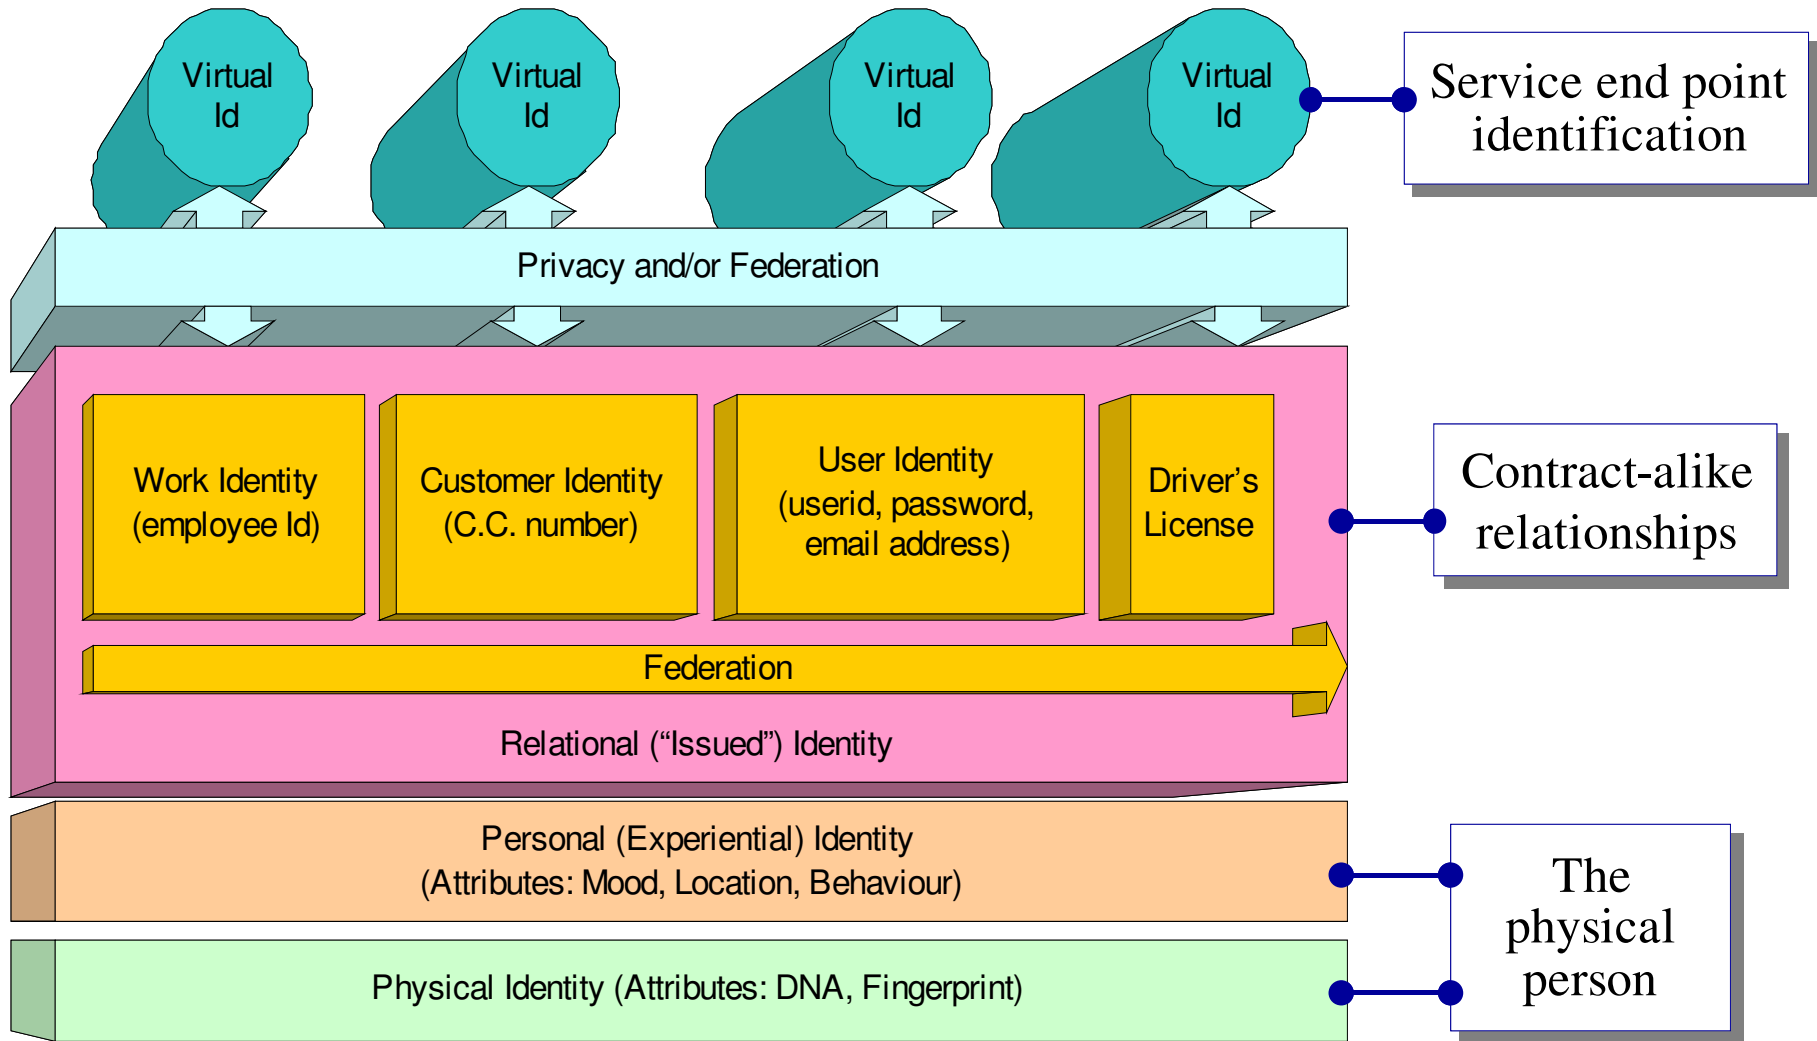 Virtual
Id
Virtual
Id
Virtual
Id
Virtual
Id
Service end point
identification
Privacy and/or Federation
Work Identity
(employee Id)
Customer Identity
(C.C. number)
User Identity
(userid, password,
email address)
Driver’s
License
Contract-alike
relationships
Federation
Relational (“Issued”) Identity
Personal (Experiential) Identity
(Attributes: Mood, Location, Behaviour)
The
physical
person
Physical Identity (Attributes: DNA, Fingerprint)